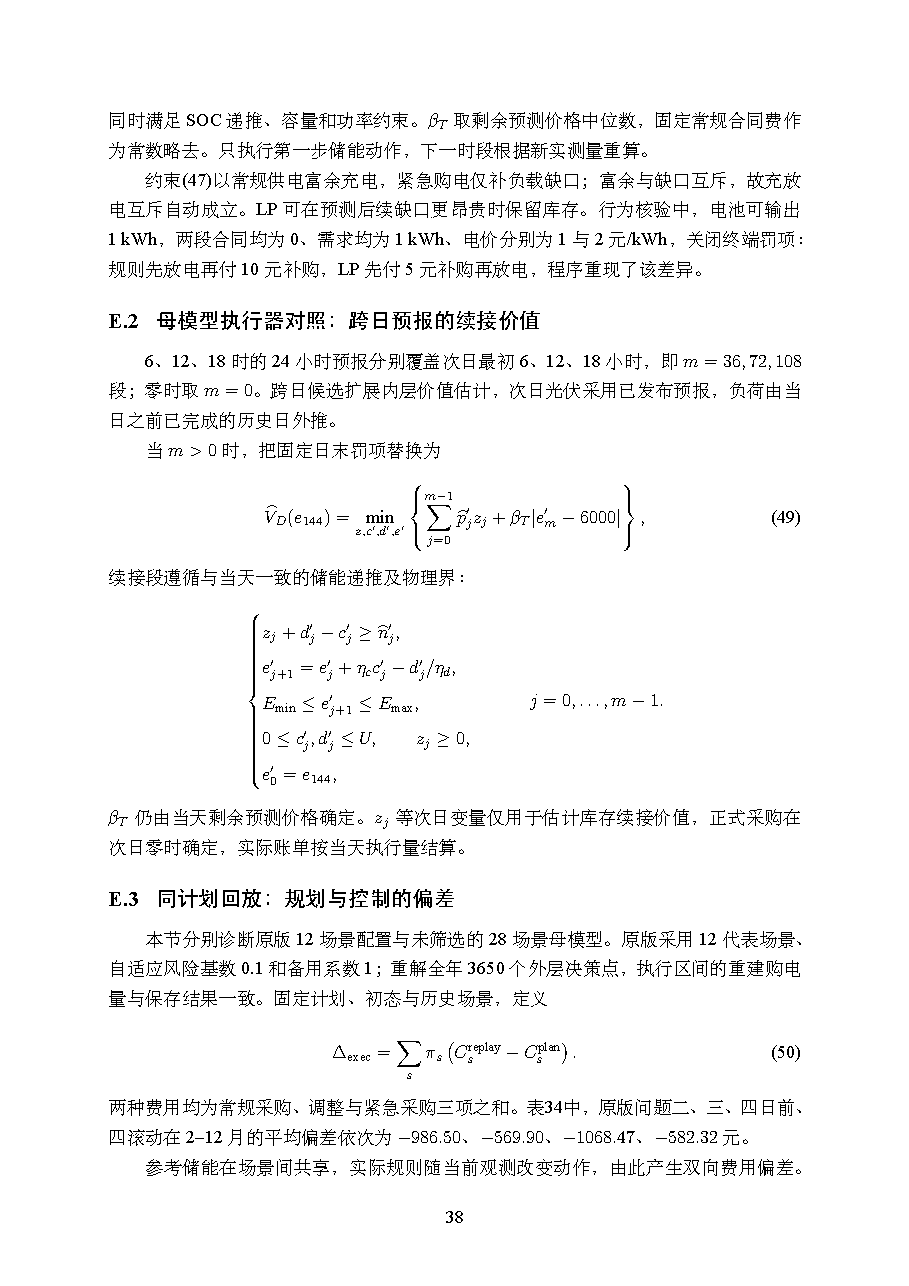 同时满足 SOC 递推、容量和功率约束。β_T 取剩余预测价格中位数，固定常规合同费作
为常数略去。只执行第一步储能动作，下一时段根据新实测量重算。
约束(47)以常规供电富余充电，紧急购电仅补负载缺口；富余与缺口互斥，故充放
电互斥自动成立。LP 可在预测后续缺口更昂贵时保留库存。行为核验中，电池可输出
1 kWh，两段合同均为 0、需求均为 1 kWh、电价分别为 1 与 2 元/kWh，关闭终端罚项：
规则先放电再付 10 元补购，LP 先付 5 元补购再放电，程序重现了该差异。
E.2 母模型执行器对照：跨日预报的续接价值
6、12、18 时的 24 小时预报分别覆盖次日最初 6、12、18 小时，即 m = 36, 72, 108
段；零时取 m = 0。跨日候选扩展内层价值估计，次日光伏采用已发布预报，负荷由当
日之前已完成的历史日外推。
当 m > 0 时，把固定日末罚项替换为
V̂_D(e_144) = min_{z,c′,d′,e′} { ∑_{j=0}^{m−1} p̂′_j z_j + β_T|e′_m − 6000| }, (49)
续接段遵循与当天一致的储能递推及物理界：
z_j + d′_j − c′_j ≥ n̂′_j,
e′_{j+1} = e′_j + η_c c′_j − d′_j/η_d,
E_min ≤ e′_{j+1} ≤ E_max, j = 0, . . . , m − 1.
0 ≤ c′_j, d′_j ≤ U, z_j ≥ 0,
e′_0 = e_144,
β_T 仍由当天剩余预测价格确定。z_j 等次日变量仅用于估计库存续接价值，正式采购在
次日零时确定，实际账单按当天执行量结算。
E.3 同计划回放：规划与控制的偏差
本节分别诊断原版 12 场景配置与未筛选的 28 场景母模型。原版采用 12 代表场景、
自适应风险基数 0.1 和备用系数 1；重解全年 3650 个外层决策点，执行区间的重建购电
量与保存结果一致。固定计划、初态与历史场景，定义
Δ_exec = ∑_s π_s (C_s^replay − C_s^plan). (50)
两种费用均为常规采购、调整与紧急采购三项之和。表34中，原版问题二、三、四日前、
四滚动在 2–12 月的平均偏差依次为 −986.50、−569.90、−1068.47、−582.32 元。
参考储能在场景间共享，实际规则随当前观测改变动作，由此产生双向费用偏差。
38